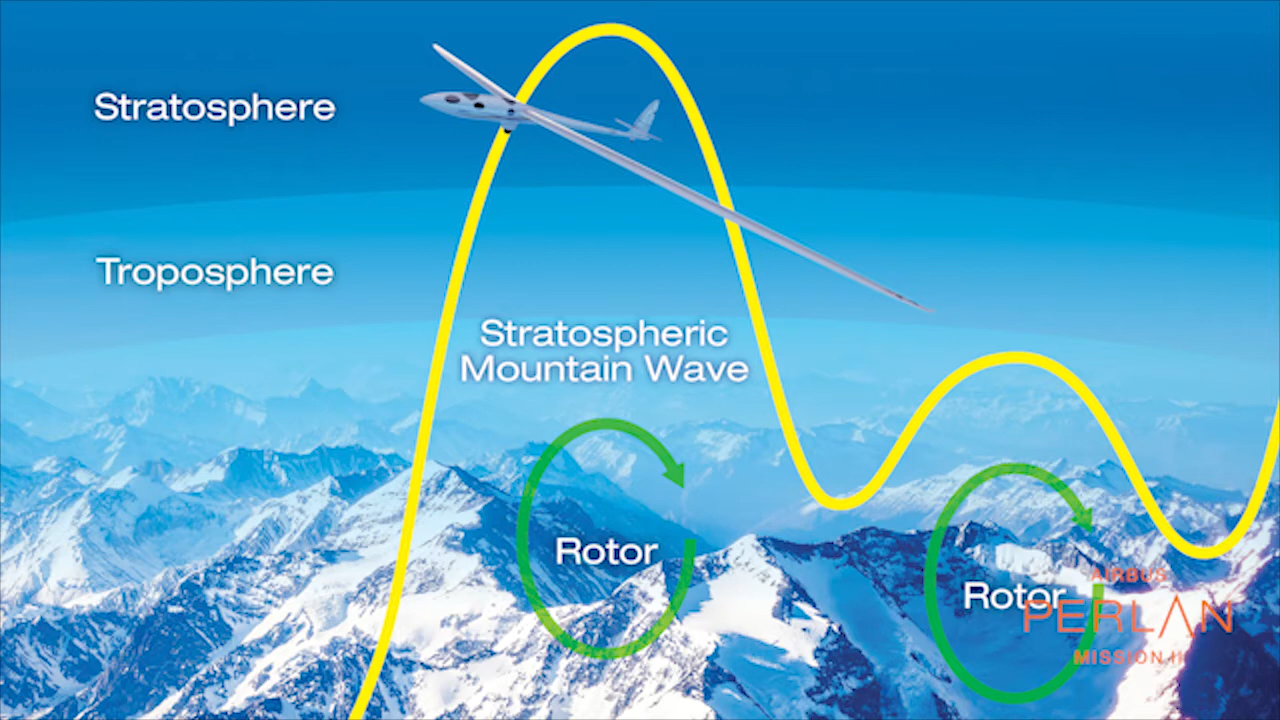 Stratosphere
Troposphere
Stratospheric
Mountain Wave
Rotor
Rotor
AIRBUS
PERLAN
MISSION II